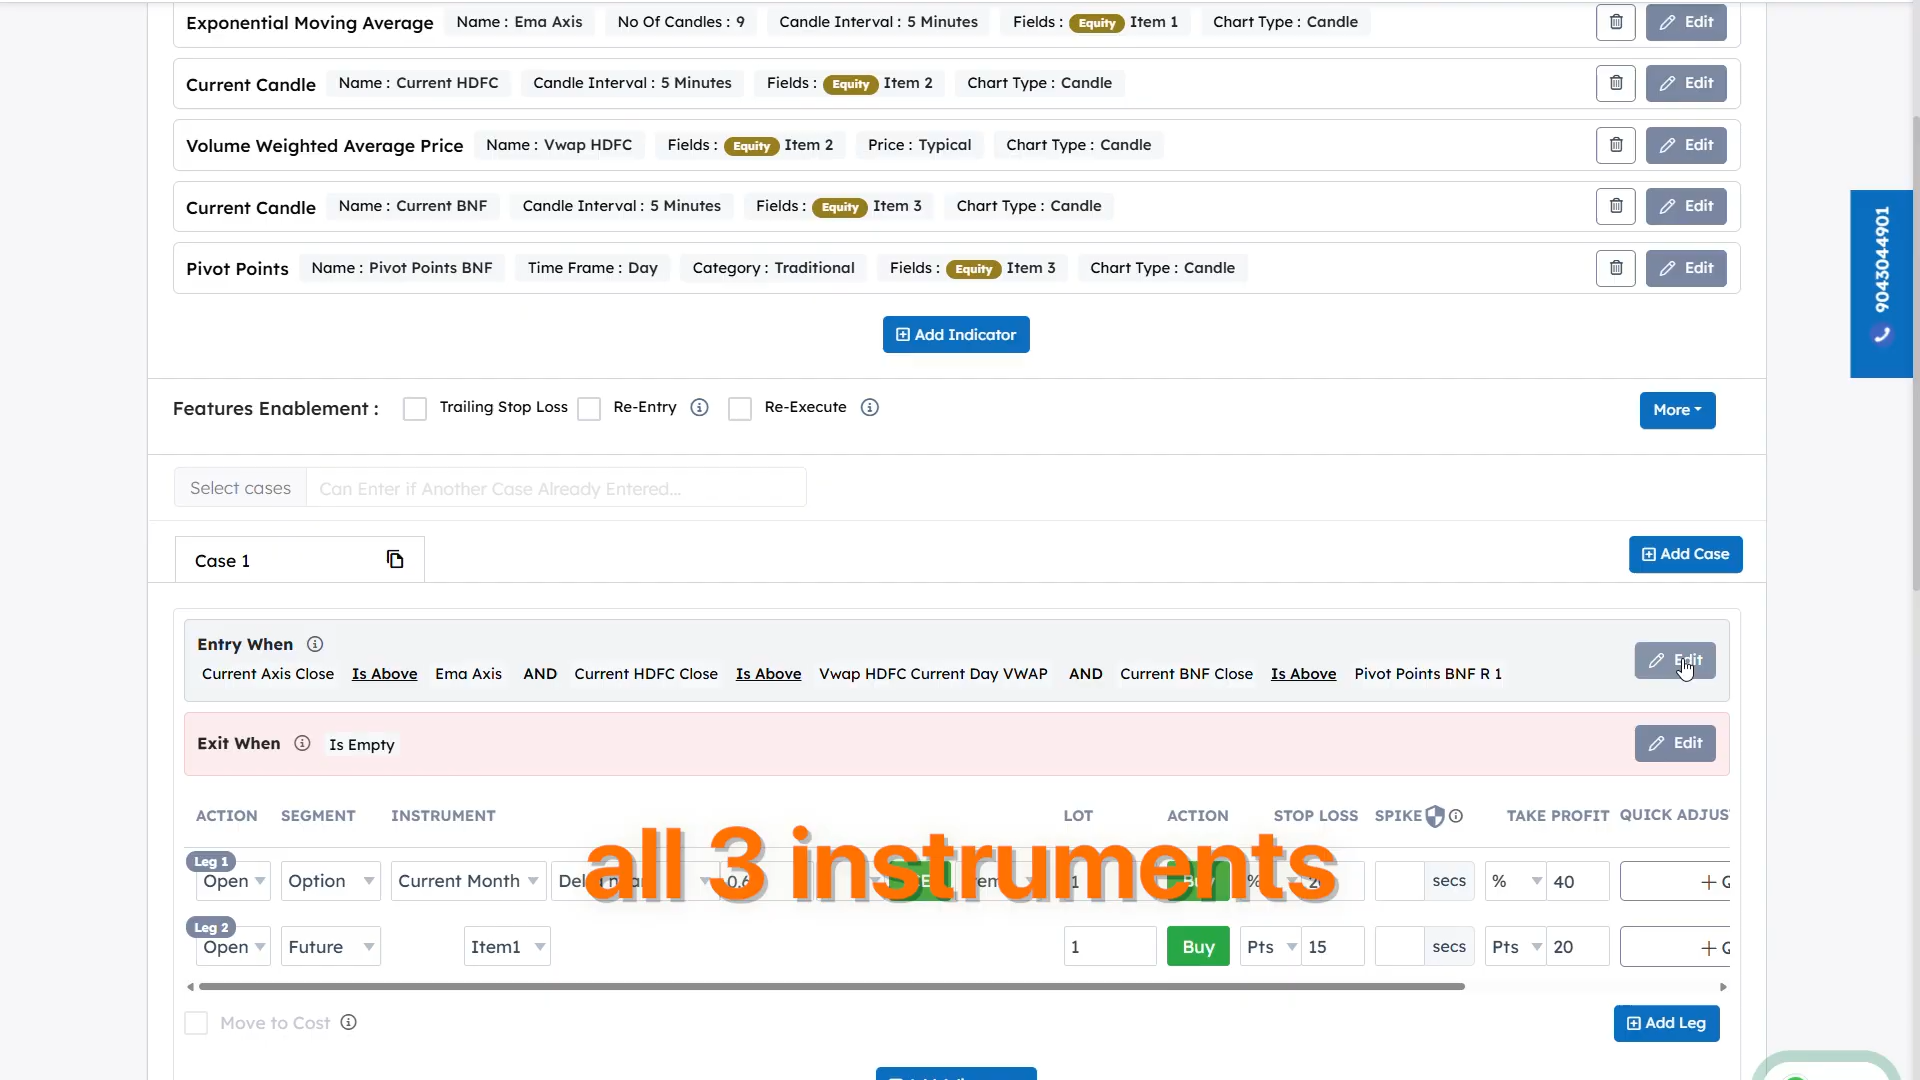 Exponential Moving Average Name : Ema Axis No Of Candles : 9 Candle Interval : 5 Minutes Fields : Equity Item 1 Chart Type : Candle Edit
Current Candle Name : Current HDFC Candle Interval : 5 Minutes Fields : Equity Item 2 Chart Type : Candle Edit
Volume Weighted Average Price Name : Vwap HDFC Fields : Equity Item 2 Price : Typical Chart Type : Candle Edit
Current Candle Name : Current BNF Candle Interval : 5 Minutes Fields : Equity Item 3 Chart Type : Candle Edit
Pivot Points Name : Pivot Points BNF Time Frame : Day Category : Traditional Fields : Equity Item 3 Chart Type : Candle Edit
9043044901
Add Indicator
Features Enablement : Trailing Stop Loss Re-Entry Re-Execute More
Select cases Can Enter if Another Case Already Entered...
Case 1 Add Case
Entry When
Current Axis Close Is Above Ema Axis AND Current HDFC Close Is Above Vwap HDFC Current Day VWAP AND Current BNF Close Is Above Pivot Points BNF R 1 Edit
Exit When Is Empty Edit
ACTION SEGMENT INSTRUMENT LOT ACTION STOP LOSS SPIKE TAKE PROFIT QUICK ADJUS
Leg 1
Open Option Current Month 1 % secs % 40
all 3 instruments
Leg 2
Open Future Item1 1 Buy Pts 15 secs Pts 20
Move to Cost Add Leg